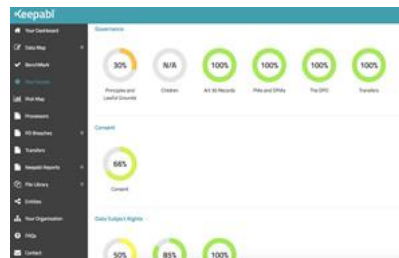 Keepabl
Your Dashboard
Data Map
Benchmark
Risk Map
Processors
PD Breaches
Transfers
Keepabl Reports
File Library
Entities
Your Organisation
FAQs
Contact
Governance
30%
N/A
100%
100%
100%
100%
Principles and
Lawful Grounds
Children
Art 30 Records
PIAs and DPIAs
The DPO
Transfers
Consent
66%
Consent
Data Subject Rights
50%
85%
100%